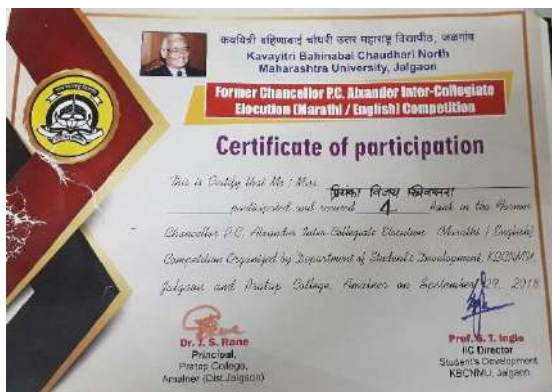 कवयित्री बहिणाबाई चौधरी उत्तर महाराष्ट्र विद्यापीठ, जळगांव
Kavayitri Bahinabai Chaudhari North
Maharashtra University, Jalgaon
Former Chancellor P.C. Alxander Inter-Collegiate
Elocution (Marathi / English) Competition
Certificate of participation
This is Certify that Mr / Miss.
प्रियंका विजय
participated and secured 4 Rank in the Former
Chancellor P.C. Alxander Inter-Collegiate Elocution (Marathi / English)
Competition Organized by Department of Student's Development, KBCNMU,
Jalgaon and Pratap College, Amalner on September 29, 2018
Dr. J. S. Rane
Principal,
Pratap College,
Amalner (Dist.Jalgaon)
Prof. S. T. Ingle
I/C Director
Student's Development
KBCNMU, Jalgaon